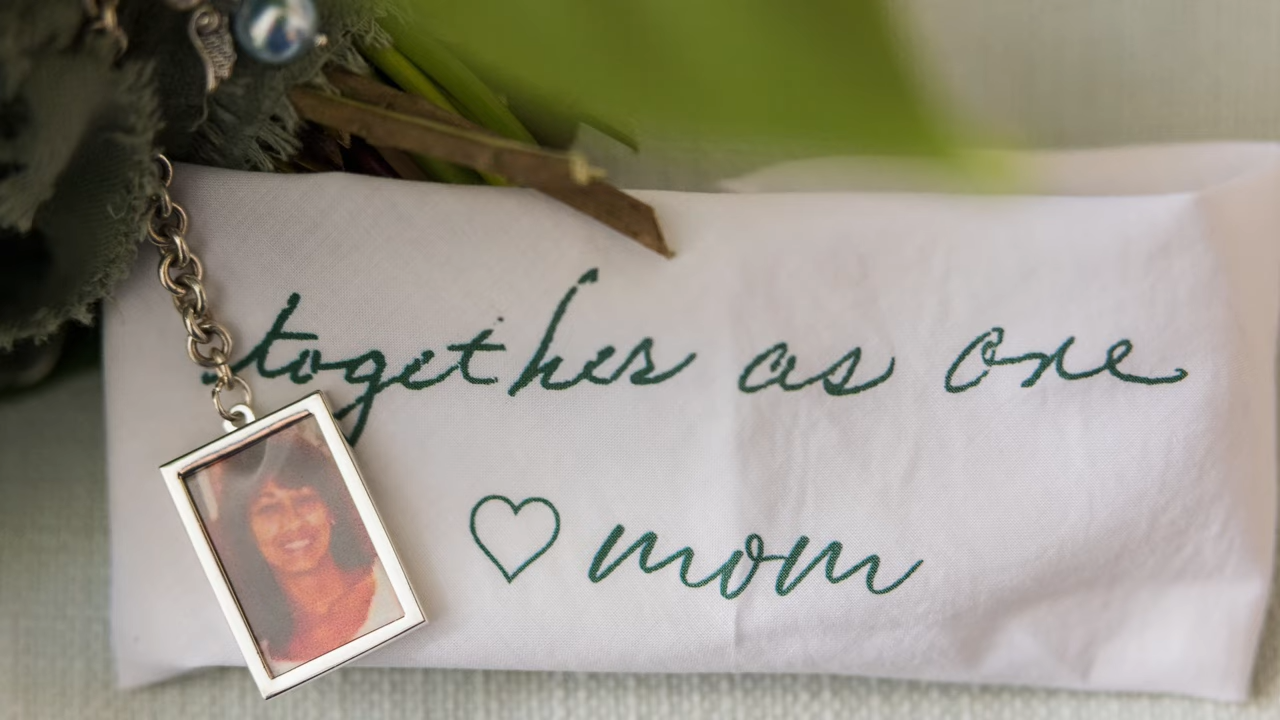 together as one
♡ mom